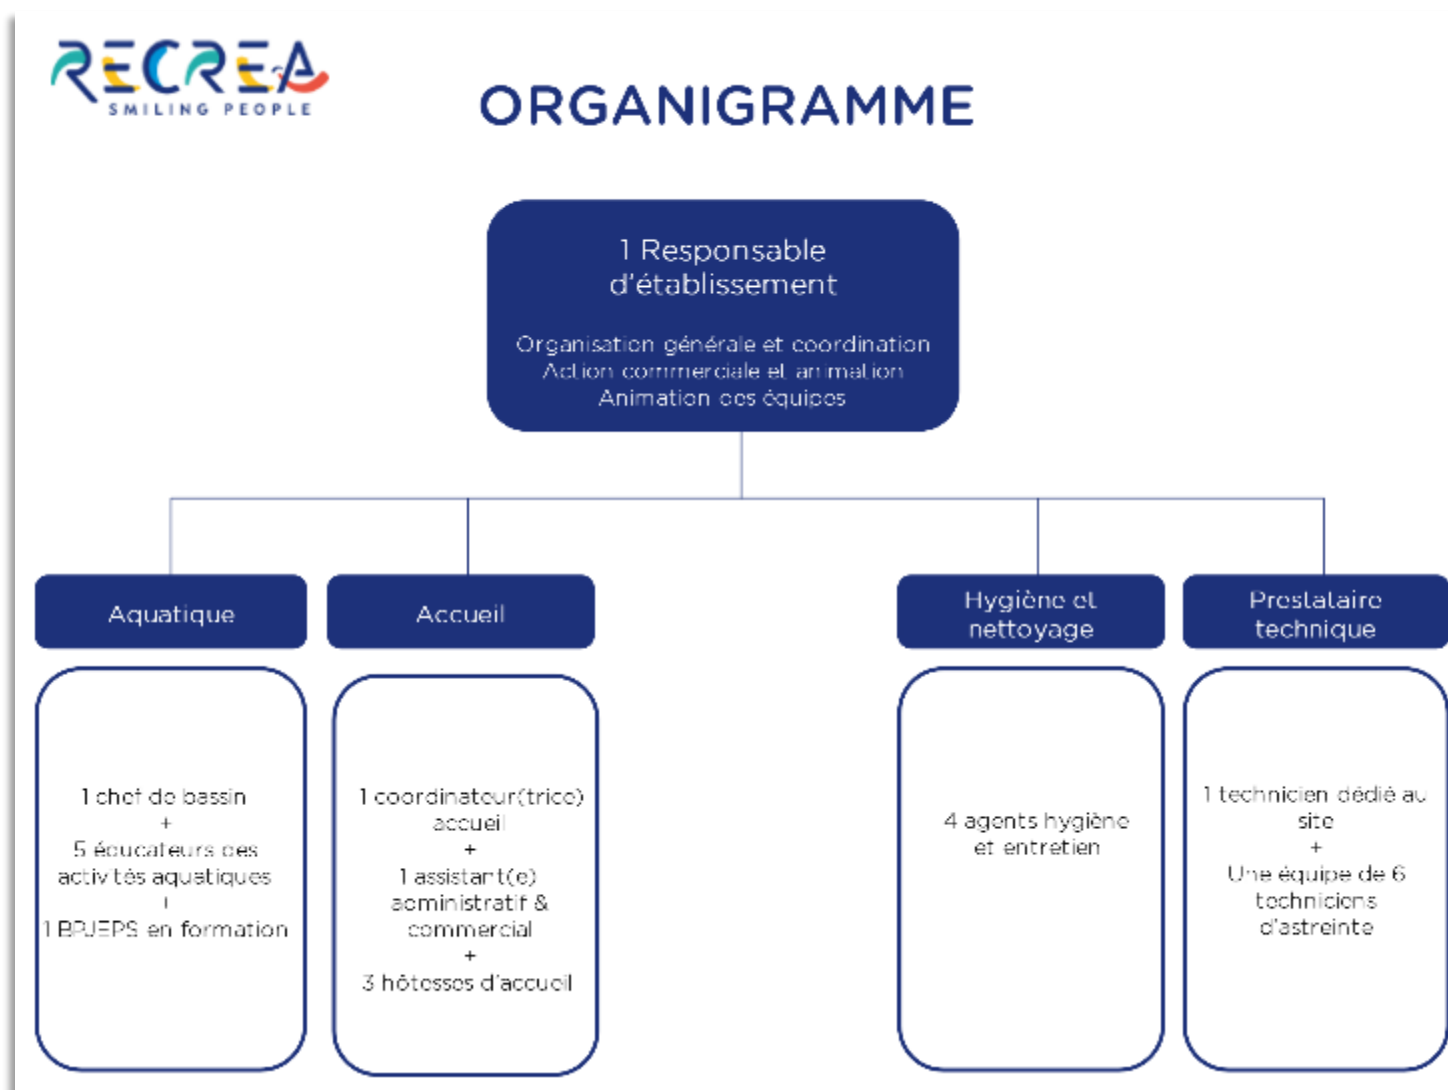 RECREA
SMILING PEOPLE
ORGANIGRAMME
1 Responsable
d'établissement
Organisation générale et coordination
Action commerciale et animation
Animation des équipes
Aquatique
1 chef de bassin
+
5 éducateurs des
activités aquatiques
+
1 BPJEPS en formation
Accueil
1 coordinateur(trice)
accueil
+
1 assistant(e)
administratif &
commercial
+
3 hôtesses d'accueil
Hygiène et
nettoyage
4 agents hygiène
et entretien
Prestataire
technique
1 technicien dédié au
site
+
Une équipe de 6
techniciens
d'astreinte